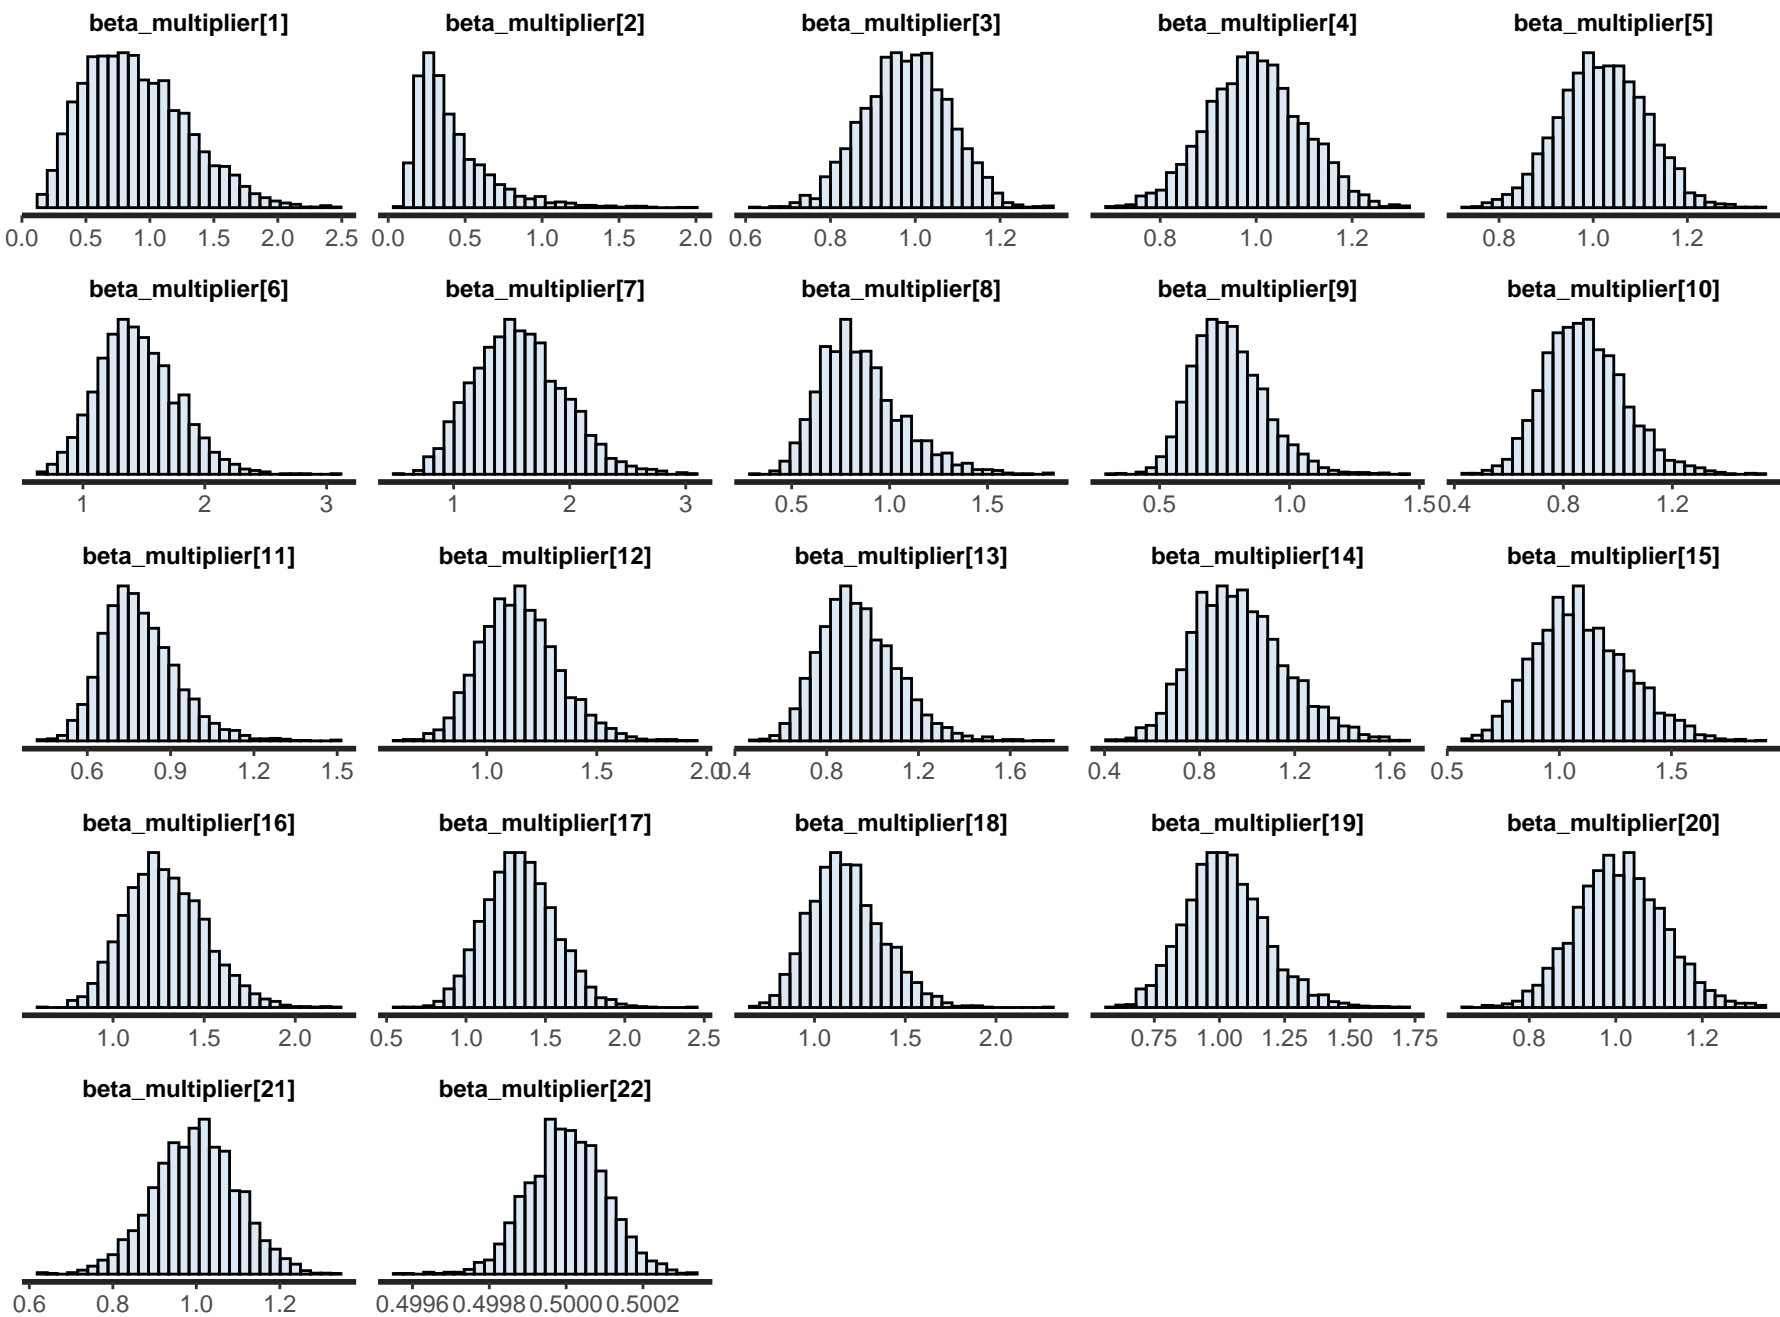 beta_multiplier[1] beta_multiplier[2] beta_multiplier[3] beta_multiplier[4] beta_multiplier[5]
0.0 0.5 1.0 1.5 2.0 2.5 0.0 0.5 1.0 1.5 2.0 0.6 0.8 1.0 1.2 0.8 1.0 1.2 0.8 1.0 1.2
beta_multiplier[6] beta_multiplier[7] beta_multiplier[8] beta_multiplier[9] beta_multiplier[10]
1 2 3 1 2 3 0.5 1.0 1.5 0.5 1.0 1.5 0.4 0.8 1.2
beta_multiplier[11] beta_multiplier[12] beta_multiplier[13] beta_multiplier[14] beta_multiplier[15]
0.6 0.9 1.2 1.5 1.0 1.5 2.0 0.4 0.8 1.2 1.6 0.4 0.8 1.2 1.6 0.5 1.0 1.5
beta_multiplier[16] beta_multiplier[17] beta_multiplier[18] beta_multiplier[19] beta_multiplier[20]
1.0 1.5 2.0 0.5 1.0 1.5 2.0 2.5 1.0 1.5 2.0 0.75 1.00 1.25 1.50 1.75 0.8 1.0 1.2
beta_multiplier[21] beta_multiplier[22]
0.6 0.8 1.0 1.2 0.4996 0.4998 0.5000 0.5002